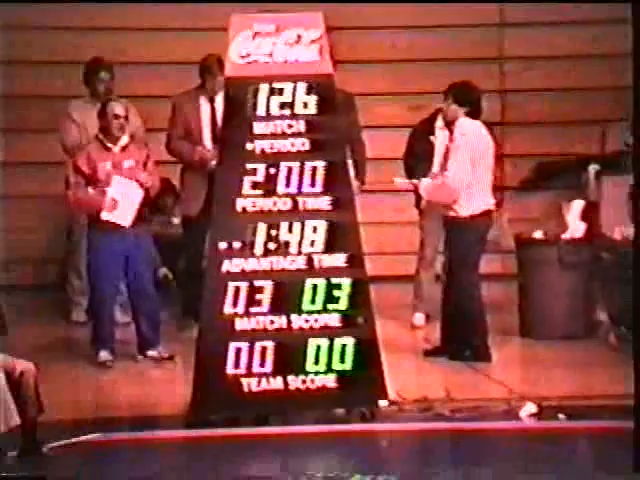 Coca-Cola
126
MATCH
PERIOD
2:00
PERIOD TIME
1:48
ADVANTAGE TIME
03 03
MATCH SCORE
00 00
TEAM SCORE